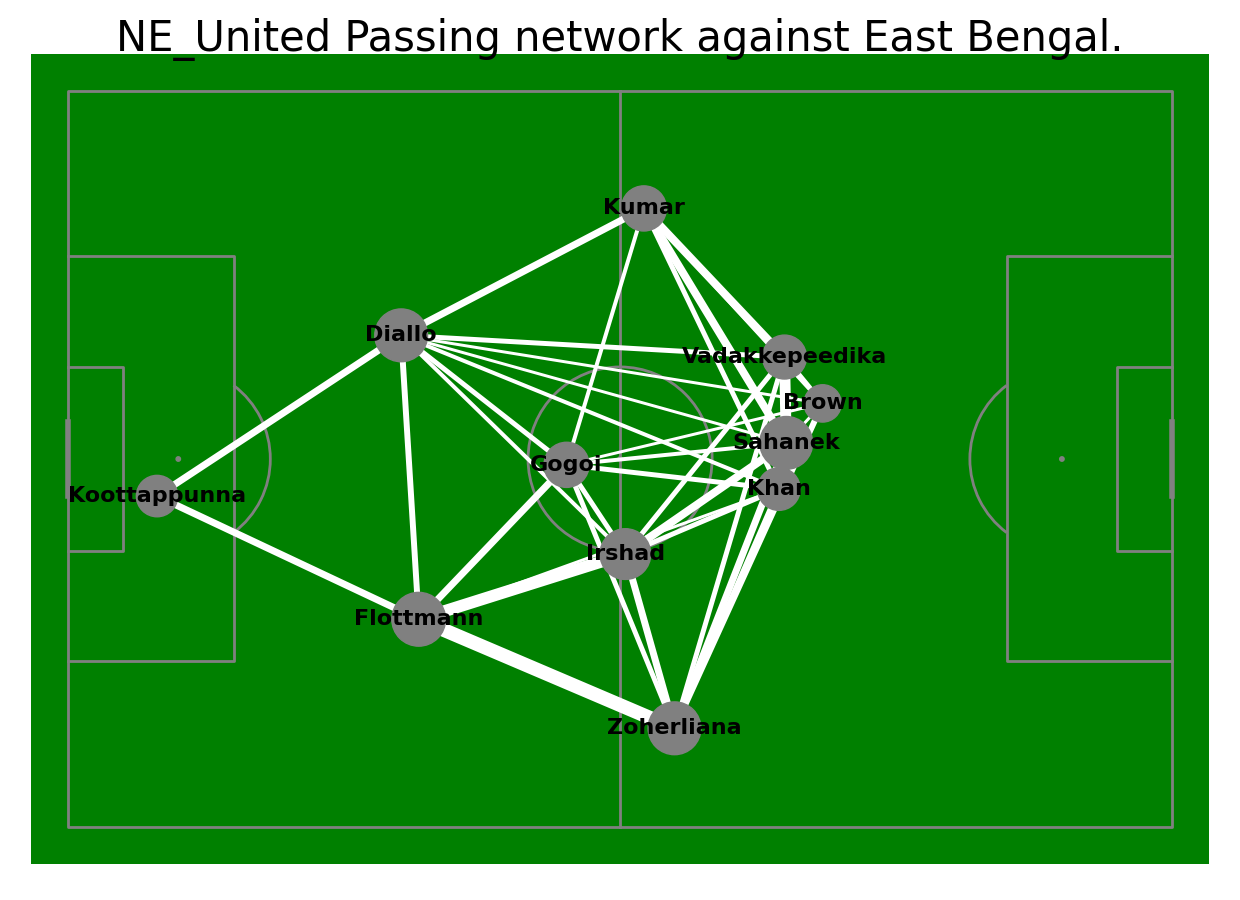 NE_United Passing network against East Bengal.
Kumar
Diallo
Vadakkepeedika
Brown
Sahanek
Gogoi
Khan
Koottappunna
Irshad
Flottmann
Zoherliana